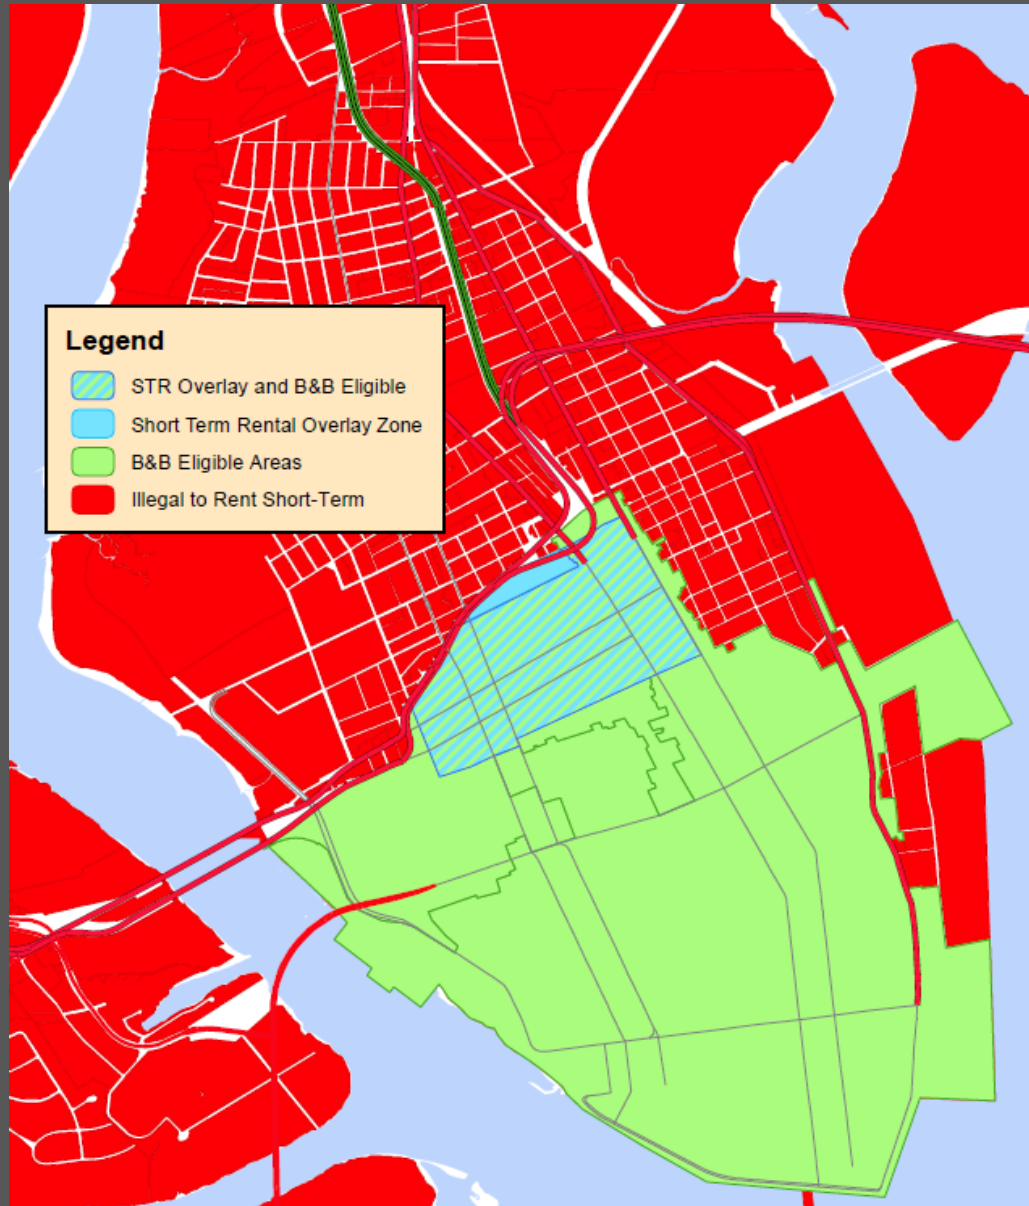 Legend
STR Overlay and B&B Eligible
Short Term Rental Overlay Zone
B&B Eligible Areas
Illegal to Rent Short-Term